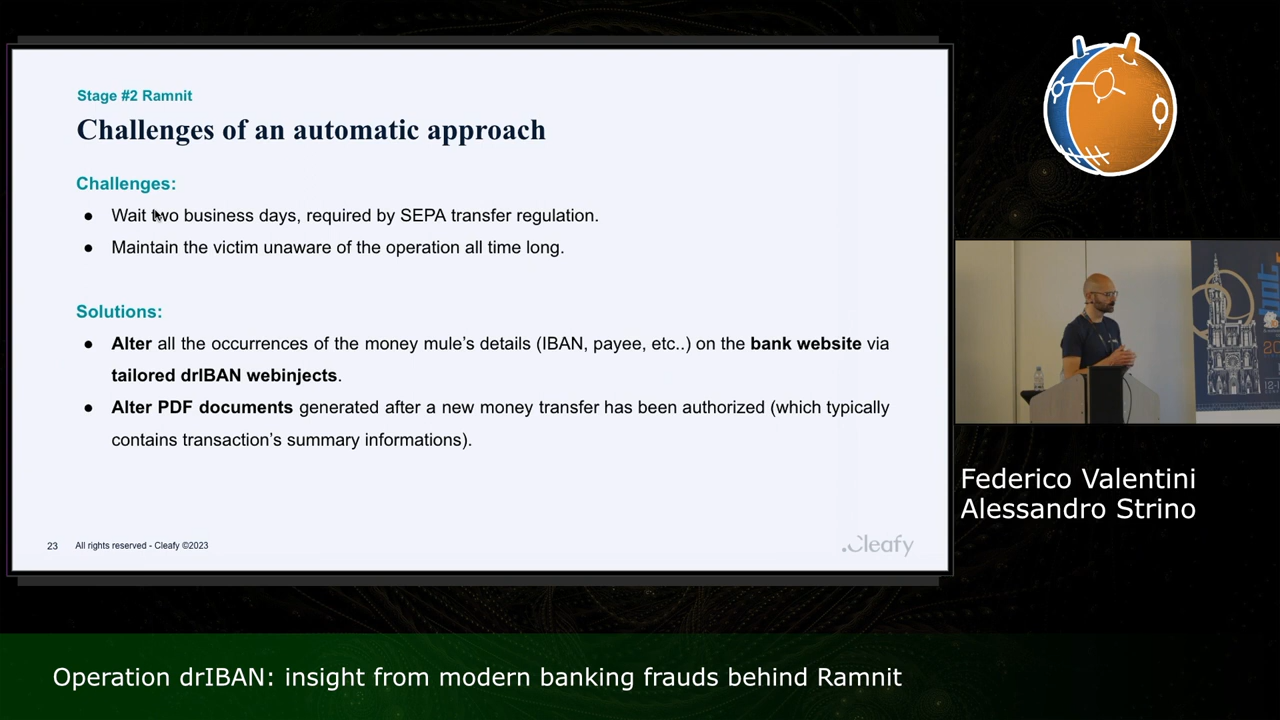 Stage #2 Ramnit
Challenges of an automatic approach
Challenges:
● Wait two business days, required by SEPA transfer regulation.
● Maintain the victim unaware of the operation all time long.
Solutions:
● Alter all the occurrences of the money mule’s details (IBAN, payee, etc..) on the bank website via
tailored drIBAN webinjects.
● Alter PDF documents generated after a new money transfer has been authorized (which typically
contains transaction’s summary informations).
23 All rights reserved - Cleafy ©2023
.Cleafy
Federico Valentini
Alessandro Strino
Operation drIBAN: insight from modern banking frauds behind Ramnit